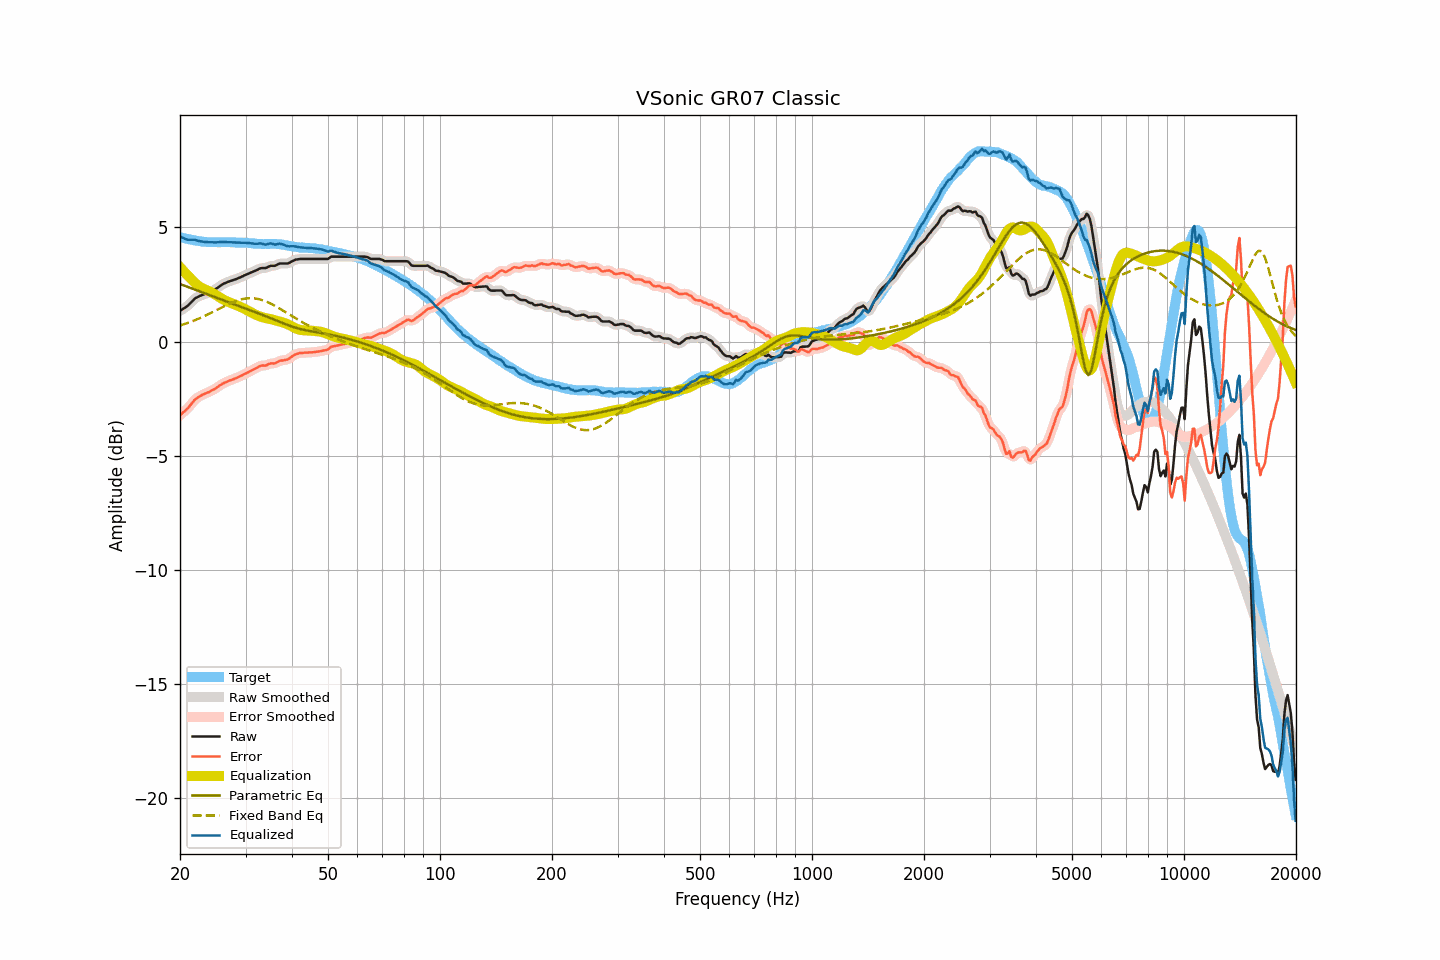 VSonic GR07 Classic
Amplitude (dBr)
5
0
−5
−10
−15
−20
Target
Raw Smoothed
Error Smoothed
Raw
Error
Equalization
Parametric Eq
Fixed Band Eq
Equalized
20 50 100 200 500 1000 2000 5000 10000 20000
Frequency (Hz)